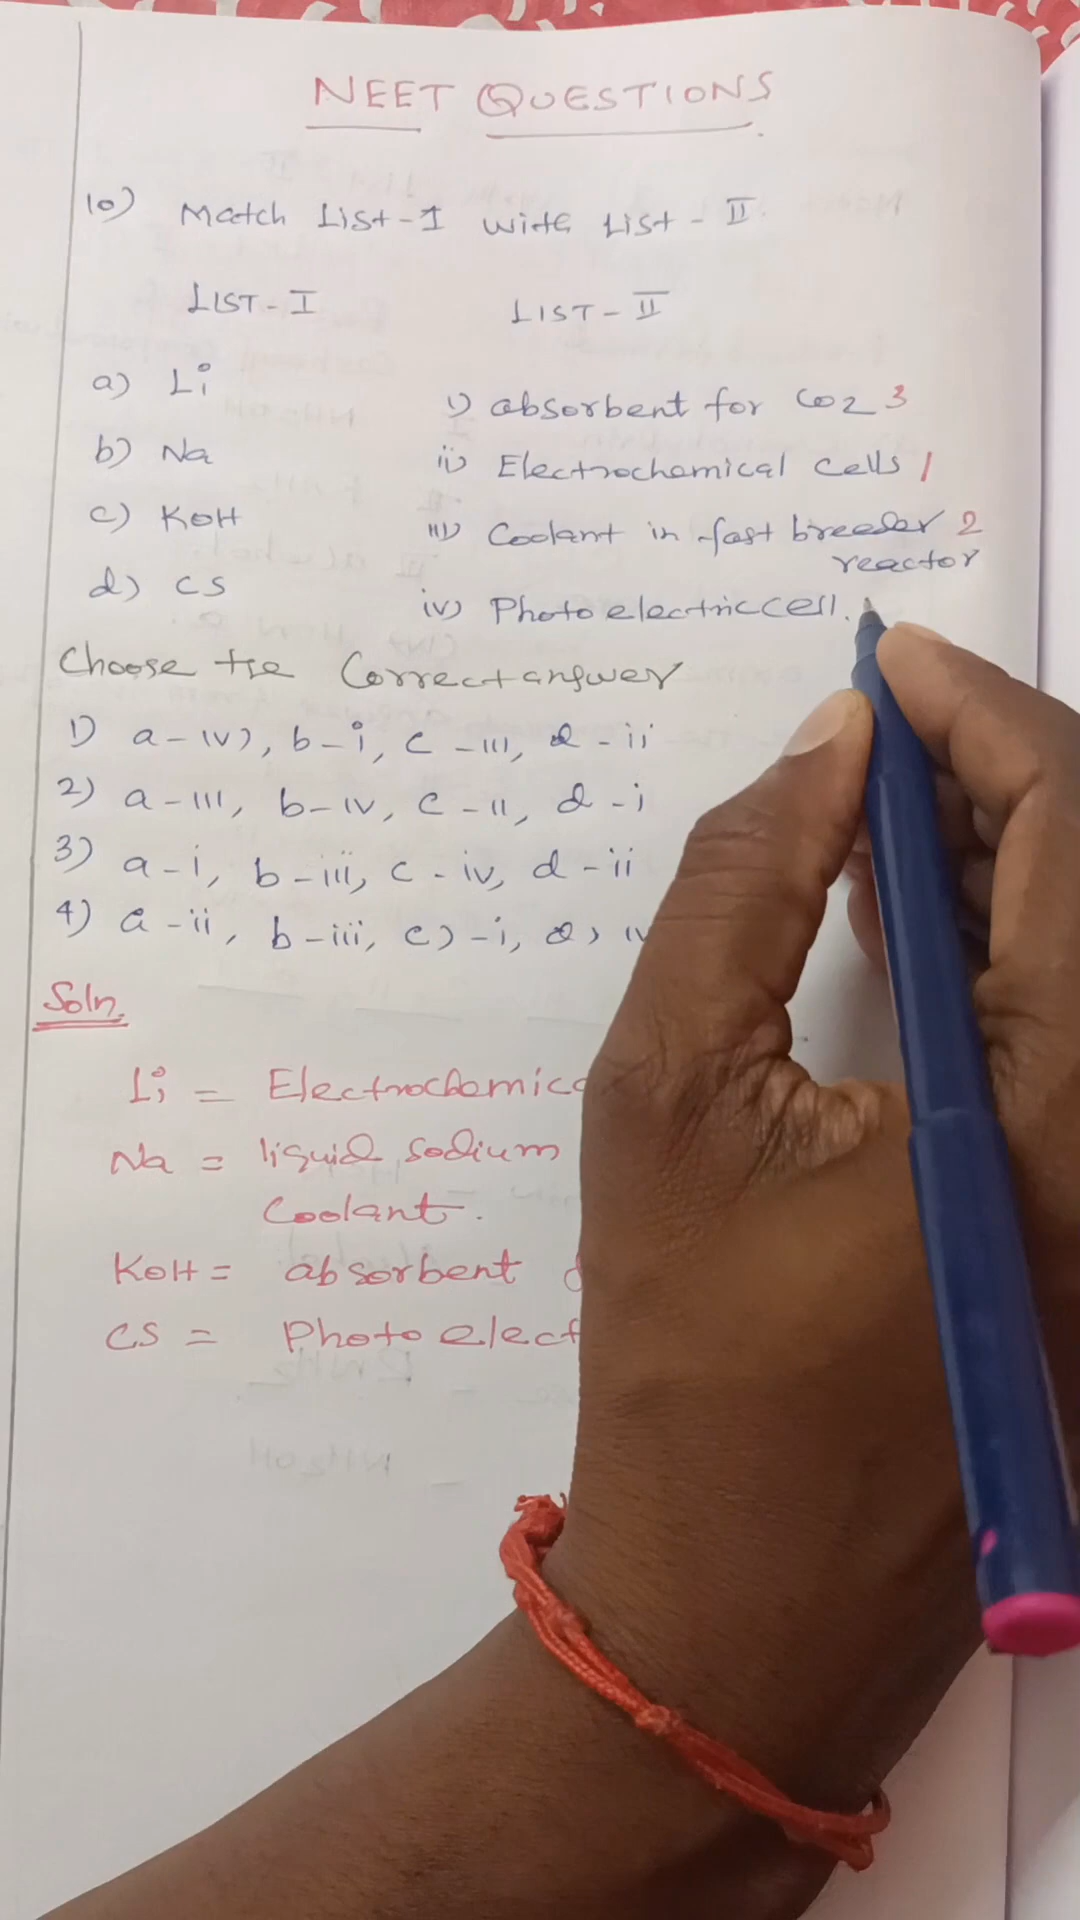 NEET QUESTIONS
10) Match List-I with List-II.
LIST-I LIST-II
a) Li i) absorbent for CO2 3
b) Na ii) Electrochemical cells 1
c) KOH iii) Coolant in fast breeder 2
reactor
d) CS iv) Photo electric cell.
Choose the Correct answer
1) a-iv), b-i, c-iii, d-ii
2) a-iii, b-iv, c-ii, d-i
3) a-i, b-iii, c-iv, d-ii
4) a-ii, b-iii, c)-i, d) iv
Soln.
Li = Electrochemica
Na = liquid sodium
Coolant.
KOH = absorbent
CS = Photo elect